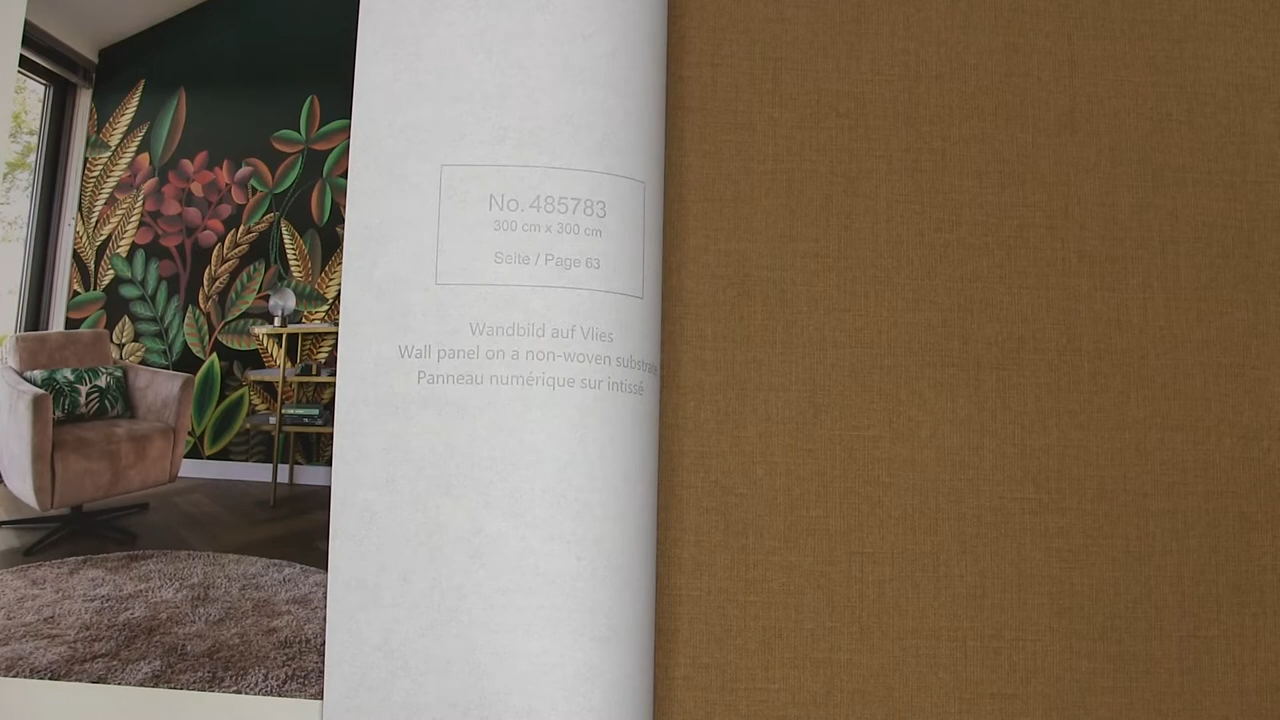 No. 485783
300 cm x 300 cm
Seite / Page 63
Wandbild auf Vlies
Wall panel on a non-woven substrate
Panneau numérique sur intissé